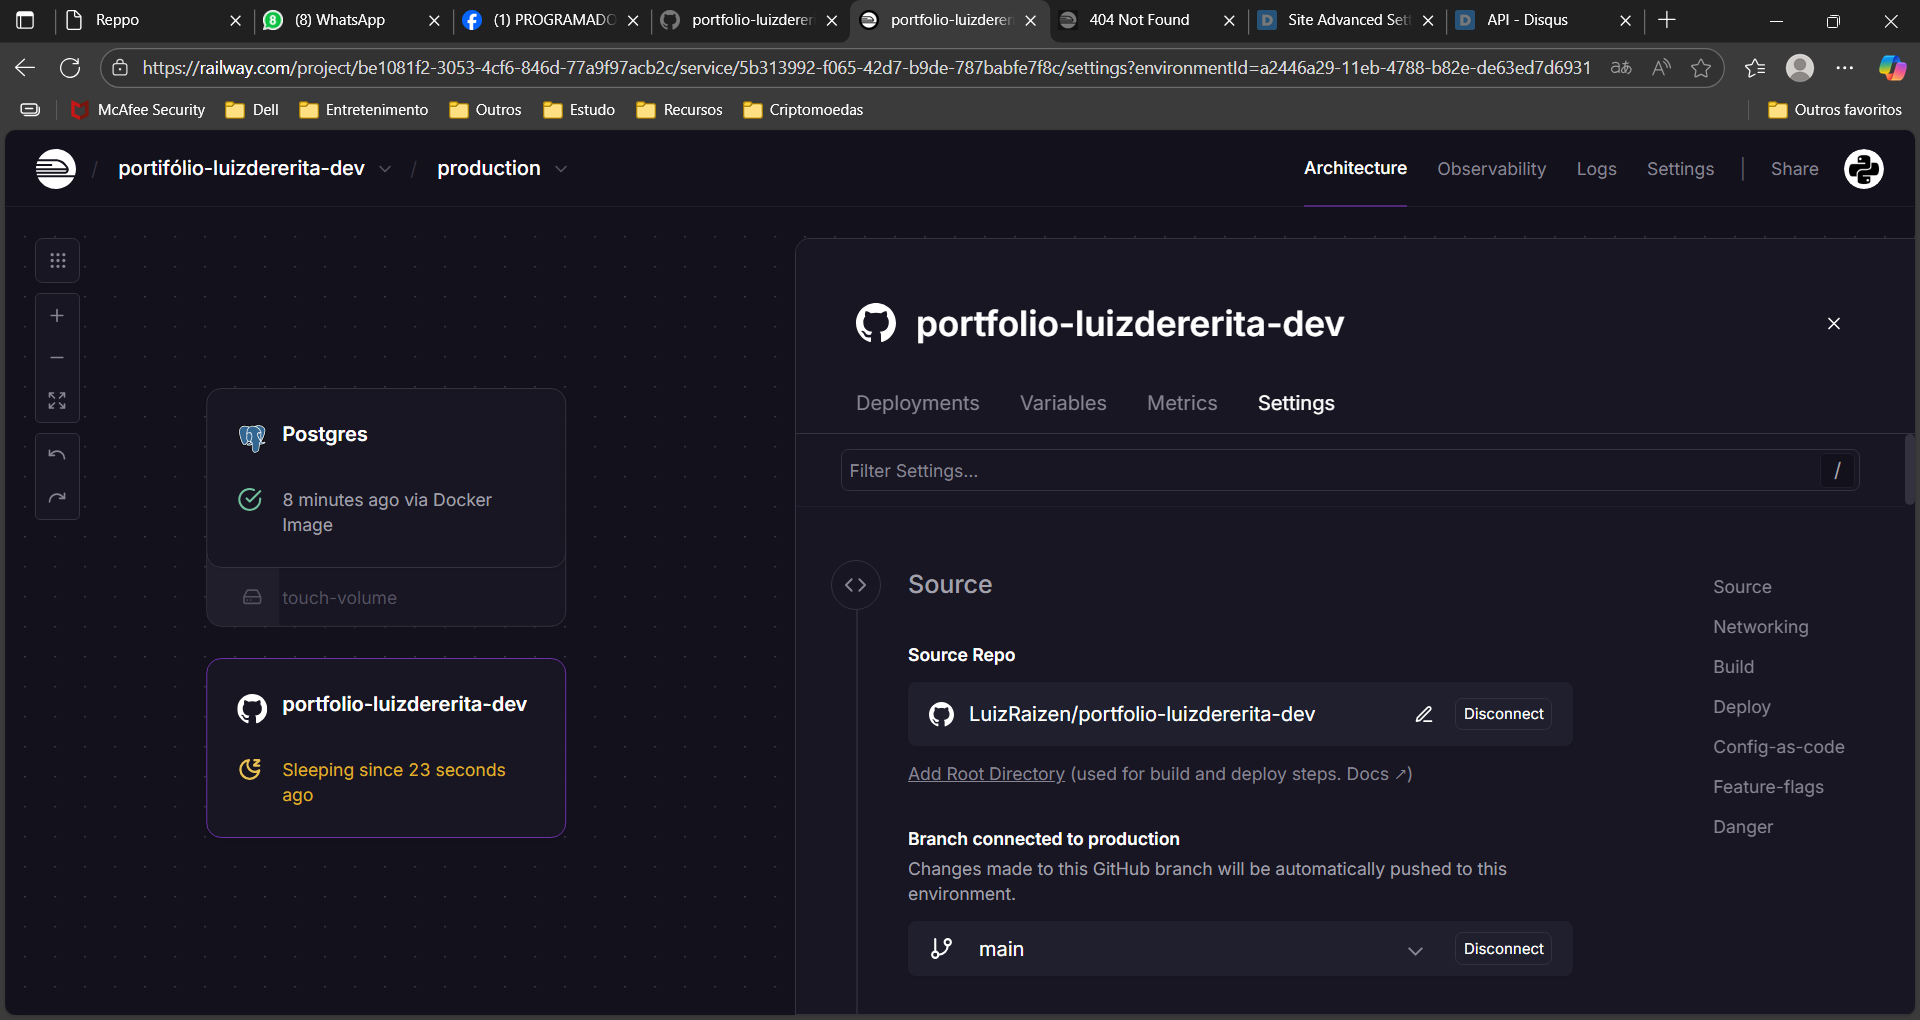 Reppo
(8) WhatsApp
(1) PROGRAMADO
portfolio-luizderer
portfolio-luizderer
404 Not Found
Site Advanced Set
API - Disqus
https://railway.com/project/be1081f2-3053-4cf6-846d-77a9f97acb2c/service/5b313992-f065-42d7-b9de-787babfe7f8c/settings?environmentId=a2446a29-11eb-4788-b82e-de63ed7d6931
McAfee Security
Dell
Entretenimento
Outros
Estudo
Recursos
Criptomoedas
Outros favoritos
/ portifólio-luizdererita-dev / production
Architecture
Observability
Logs
Settings
Share
Postgres
8 minutes ago via Docker
Image
touch-volume
portfolio-luizdererita-dev
Sleeping since 23 seconds
ago
portfolio-luizdererita-dev
Deployments
Variables
Metrics
Settings
Filter Settings...
/
Source
Source Repo
LuizRaizen/portfolio-luizdererita-dev
Disconnect
Add Root Directory (used for build and deploy steps. Docs ↗)
Branch connected to production
Changes made to this GitHub branch will be automatically pushed to this
environment.
main
Disconnect
Source
Networking
Build
Deploy
Config-as-code
Feature-flags
Danger